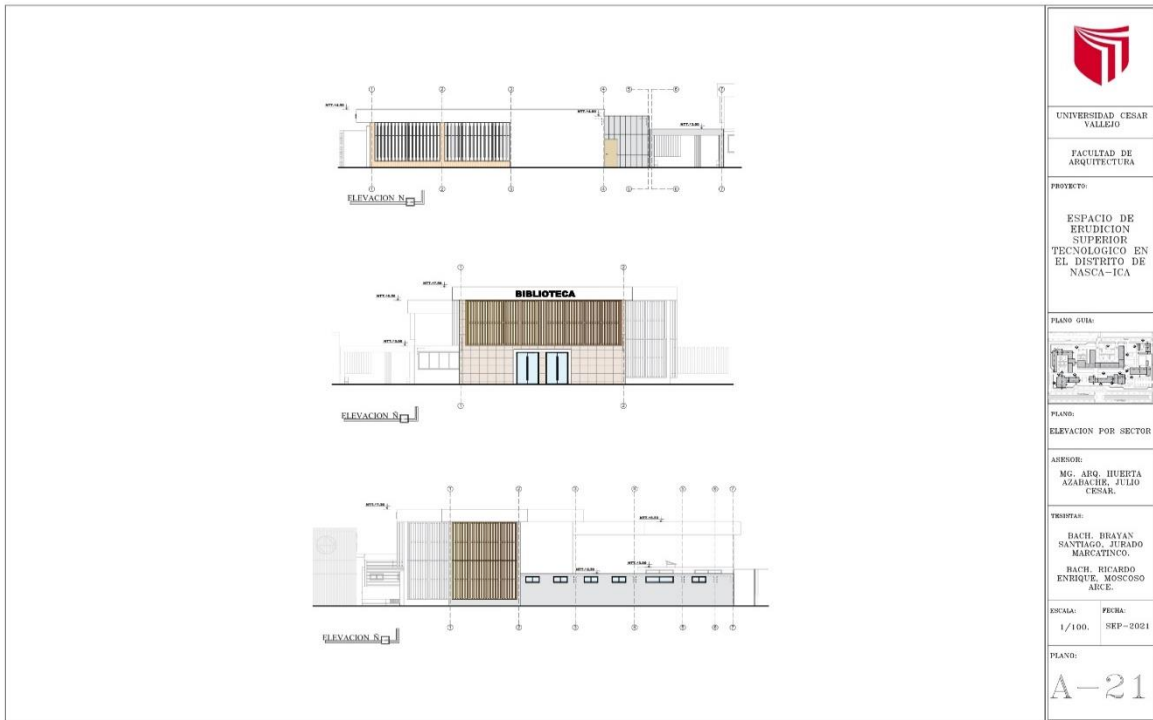 ELEVACION N
BIBLIOTECA
ELEVACION Ñ
ELEVACION Ñ
UNIVERSIDAD CESAR
VALLEJO
FACULTAD DE
ARQUITECTURA
PROYECTO:
ESPACIO DE
ERUDICION
SUPERIOR
TECNOLOGICO EN
EL DISTRITO DE
NASCA-ICA
PLANO GUIA:
PLANO:
ELEVACION POR SECTOR
ASESOR:
MG. ARQ. HUERTA
AZABACHE, JULIO
CESAR.
TESISTAS:
BACH. BRAYAN
SANTIAGO, JURADO
MARCATINCO.
BACH. RICARDO
ENRIQUE, MOSCOSO
ARCE.
ESCALA:
1/100.
FECHA:
SEP-2021
PLANO:
A-21